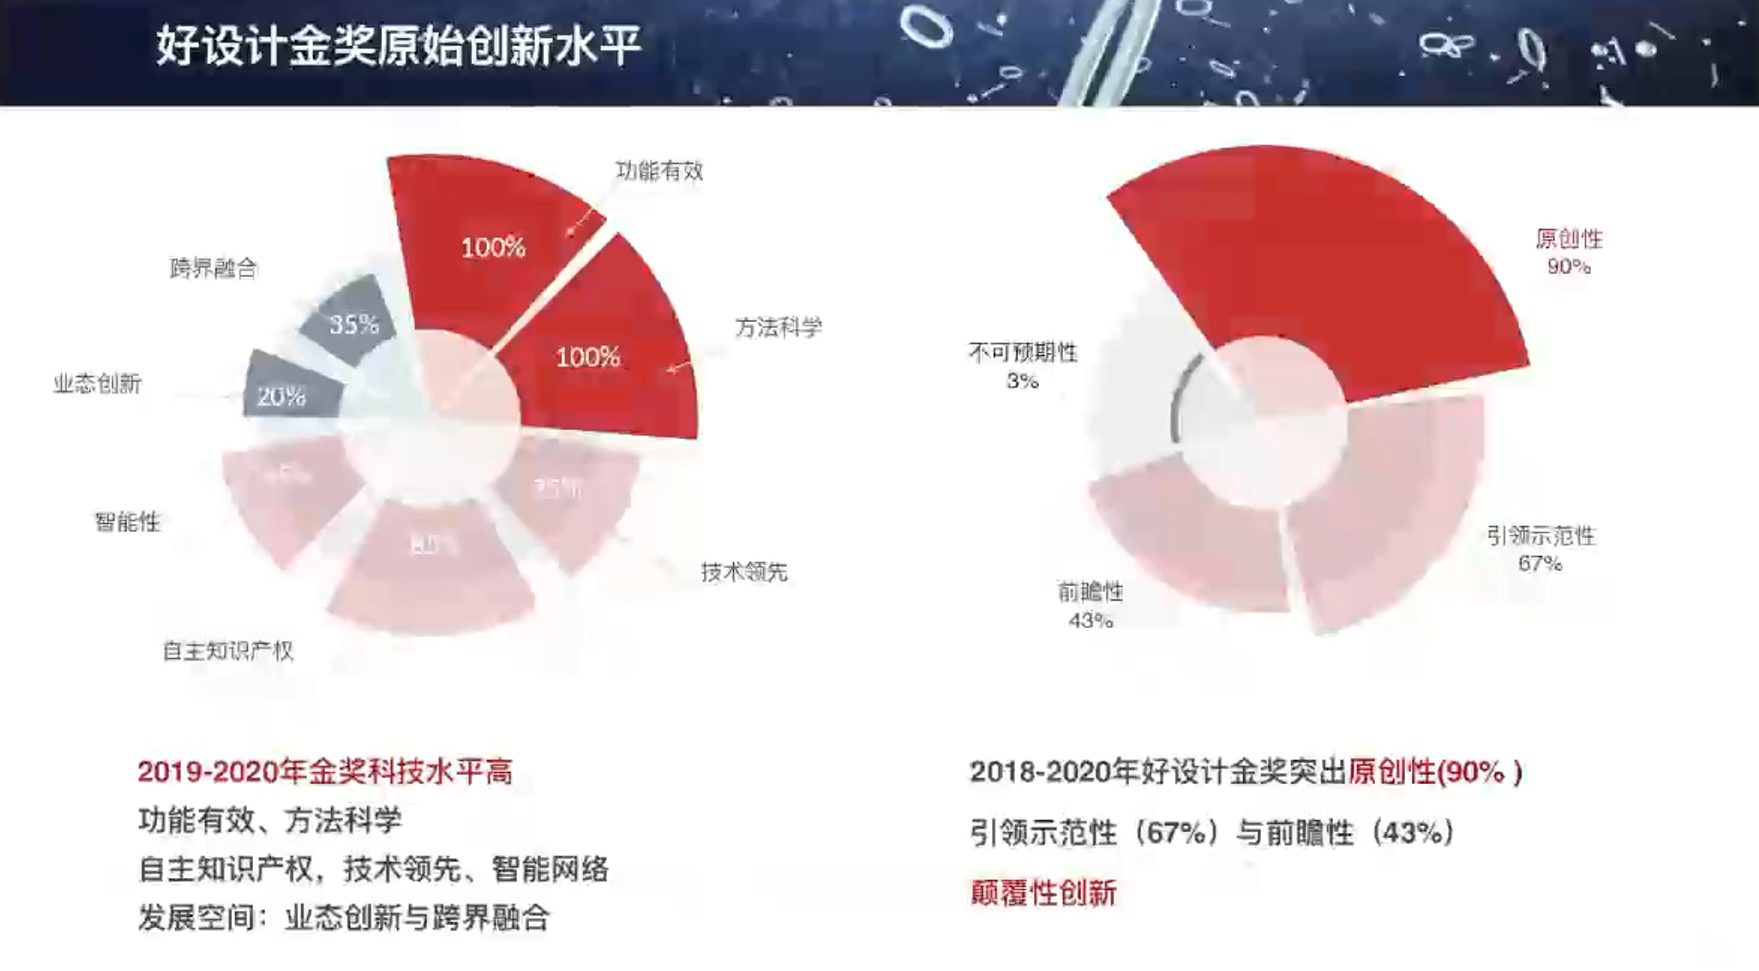 好设计金奖原始创新水平
功能有效
100%
方法科学
100%
跨界融合
35%
业态创新
20%
智能性
技术领先
75%
自主知识产权
85%
原创性
90%
不可预期性
3%
引领示范性
67%
前瞻性
43%
2019-2020年金奖科技水平高
功能有效、方法科学
自主知识产权，技术领先、智能网络
发展空间：业态创新与跨界融合
2018-2020年好设计金奖突出原创性(90% )
引领示范性（67%）与前瞻性（43%）
颠覆性创新